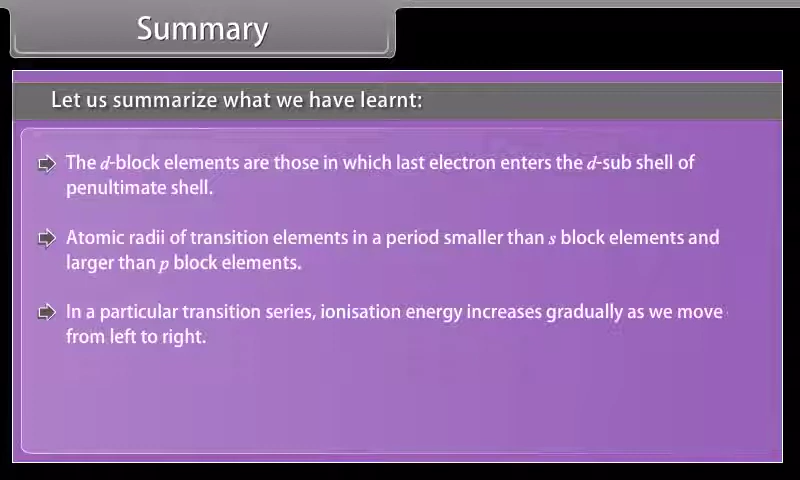 Summary
Let us summarize what we have learnt:
The d-block elements are those in which last electron enters the d-sub shell of
penultimate shell.
Atomic radii of transition elements in a period smaller than s block elements and
larger than p block elements.
In a particular transition series, ionisation energy increases gradually as we move
from left to right.